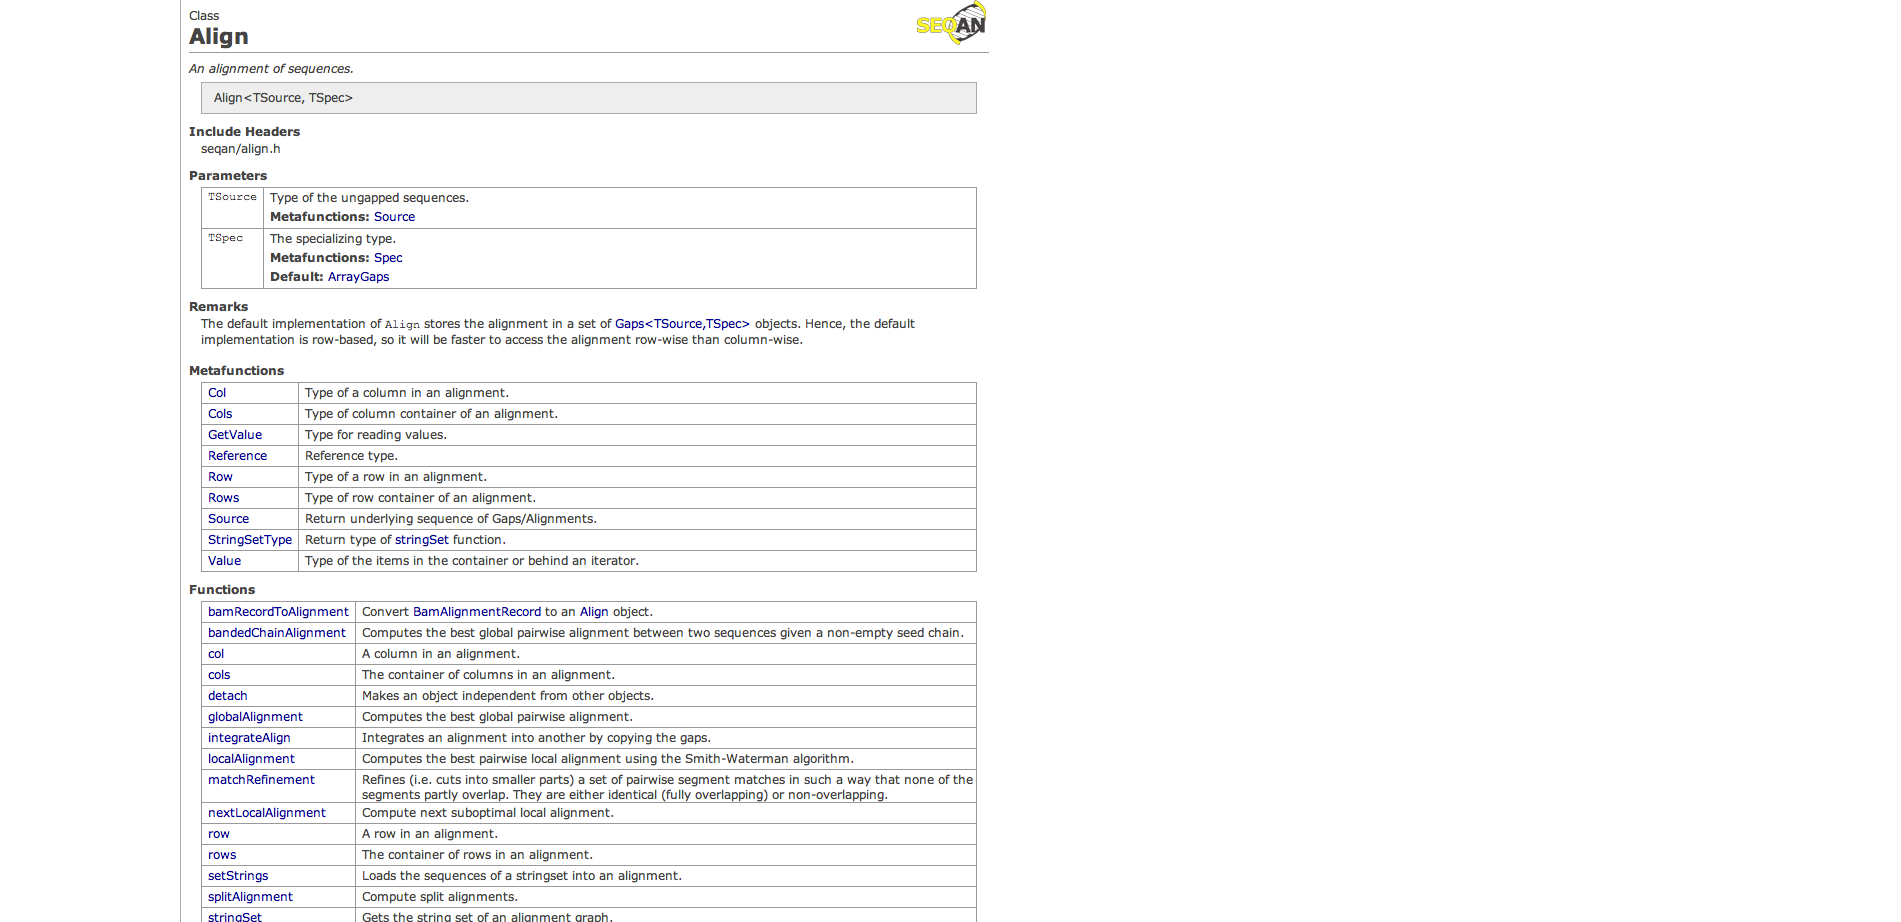 Class
Align
SEQAN
An alignment of sequences.
Align<TSource, TSpec>
Include Headers
seqan/align.h
Parameters
TSource Type of the ungapped sequences.
Metafunctions: Source
TSpec The specializing type.
Metafunctions: Spec
Default: ArrayGaps
Remarks
The default implementation of Align stores the alignment in a set of Gaps<TSource,TSpec> objects. Hence, the default
implementation is row-based, so it will be faster to access the alignment row-wise than column-wise.
Metafunctions
Col Type of a column in an alignment.
Cols Type of column container of an alignment.
GetValue Type for reading values.
Reference Reference type.
Row Type of a row in an alignment.
Rows Type of row container of an alignment.
Source Return underlying sequence of Gaps/Alignments.
StringSetType Return type of stringSet function.
Value Type of the items in the container or behind an iterator.
Functions
bamRecordToAlignment Convert BamAlignmentRecord to an Align object.
bandedChainAlignment Computes the best global pairwise alignment between two sequences given a non-empty seed chain.
col A column in an alignment.
cols The container of columns in an alignment.
detach Makes an object independent from other objects.
globalAlignment Computes the best global pairwise alignment.
integrateAlign Integrates an alignment into another by copying the gaps.
localAlignment Computes the best pairwise local alignment using the Smith-Waterman algorithm.
matchRefinement Refines (i.e. cuts into smaller parts) a set of pairwise segment matches in such a way that none of the
segments partly overlap. They are either identical (fully overlapping) or non-overlapping.
nextLocalAlignment Compute next suboptimal local alignment.
row A row in an alignment.
rows The container of rows in an alignment.
setStrings Loads the sequences of a stringset into an alignment.
splitAlignment Compute split alignments.
stringSet Gets the string set of an alignment graph.